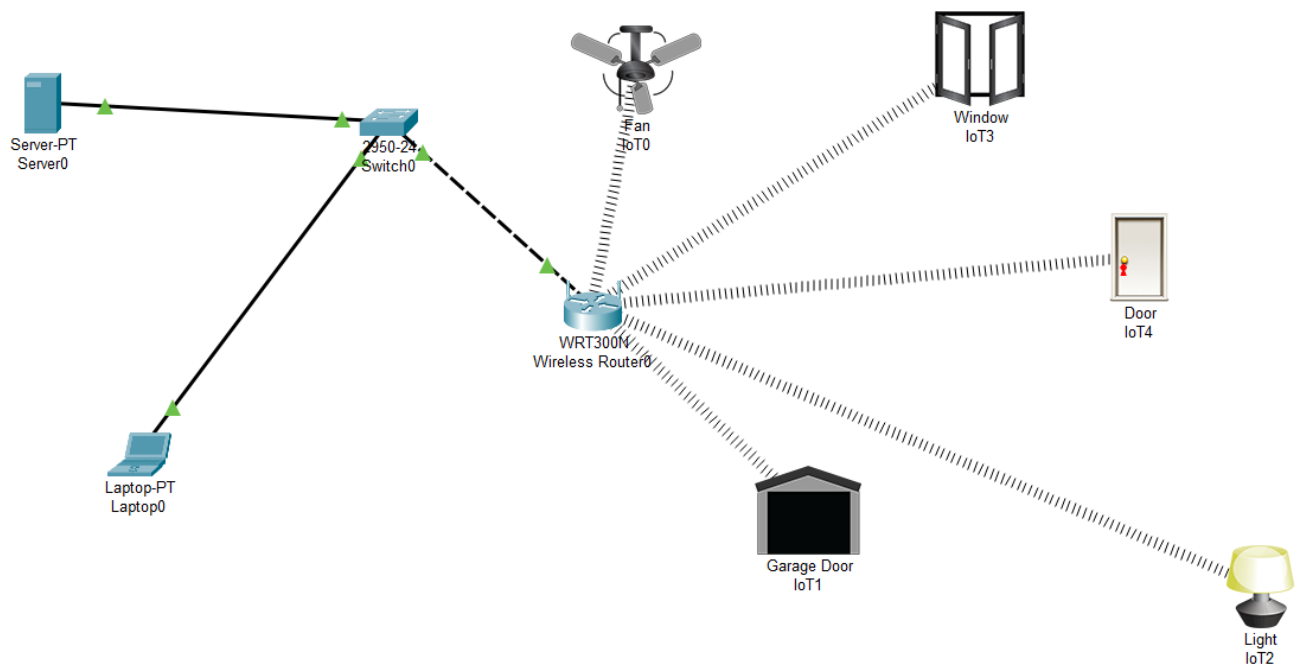 Server-PT
Server0
2950-24
Switch0
Fan
IoT0
Window
IoT3
Door
IoT4
WRT300N
Wireless Router0
Laptop-PT
Laptop0
Garage Door
IoT1
Light
IoT2